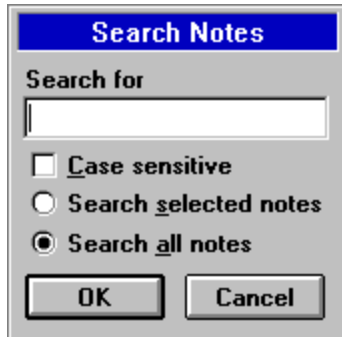 Search Notes
Search for
Case sensitive
Search selected notes
Search all notes
OK Cancel